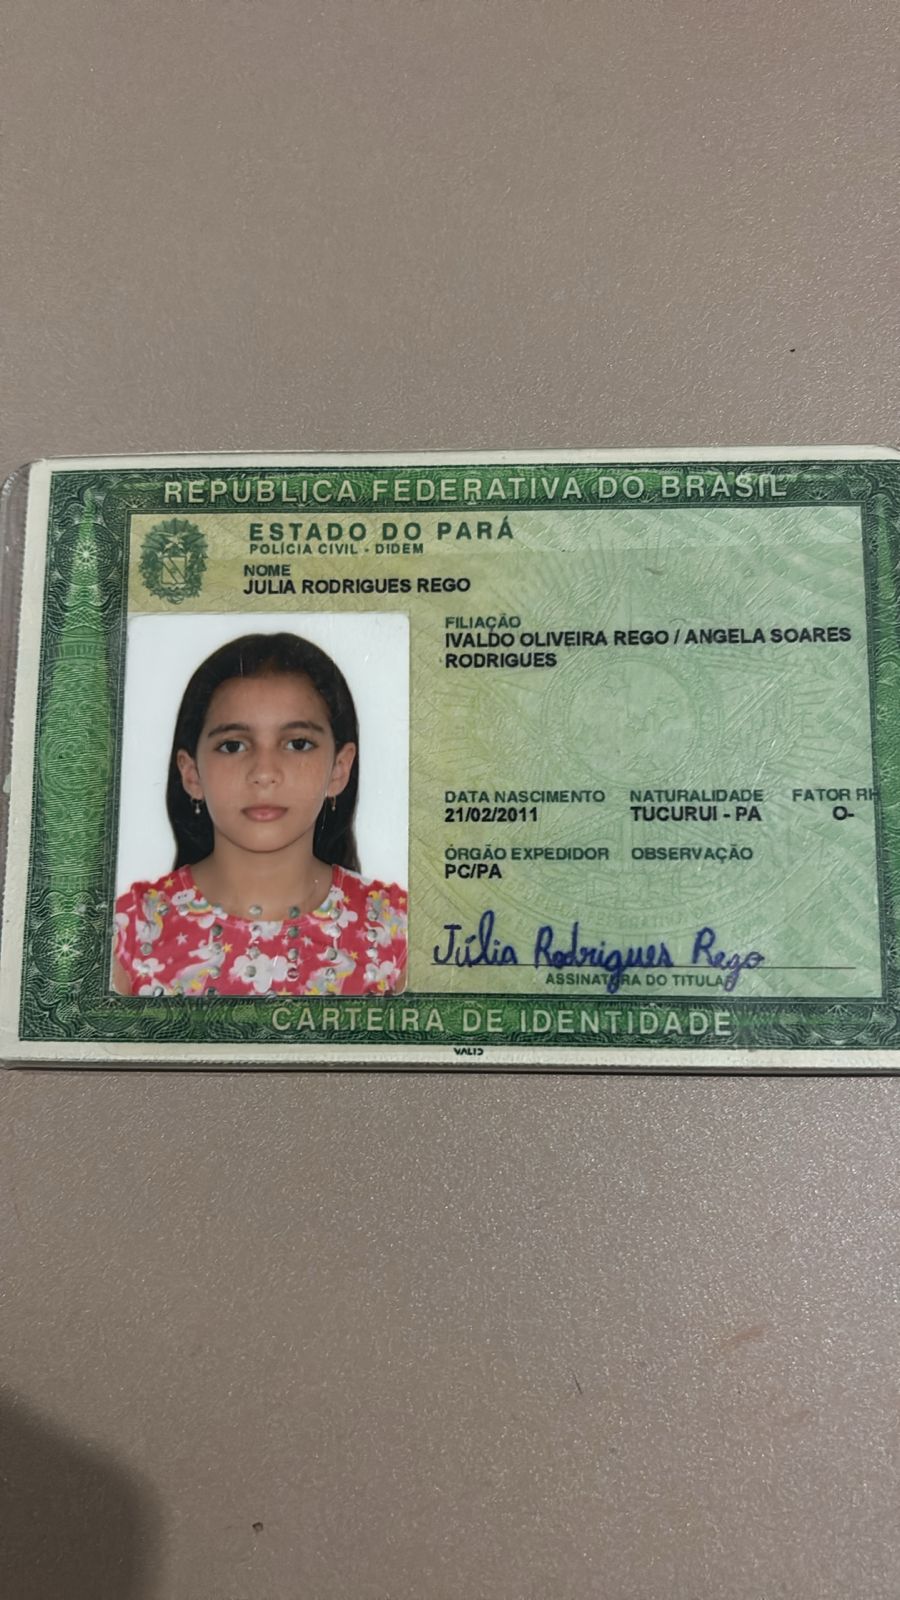 REPÚBLICA FEDERATIVA DO BRASIL
ESTADO DO PARÁ
POLÍCIA CIVIL - DIDEM
NOME
JULIA RODRIGUES REGO
FILIAÇÃO
IVALDO OLIVEIRA REGO / ANGELA SOARES
RODRIGUES
DATA NASCIMENTO NATURALIDADE FATOR RH
21/02/2011 TUCURUI - PA O-
ÓRGÃO EXPEDIDOR OBSERVAÇÃO
PC/PA
Júlia Rodrigues Rego
ASSINATURA DO TITULAR
CARTEIRA DE IDENTIDADE
VALID